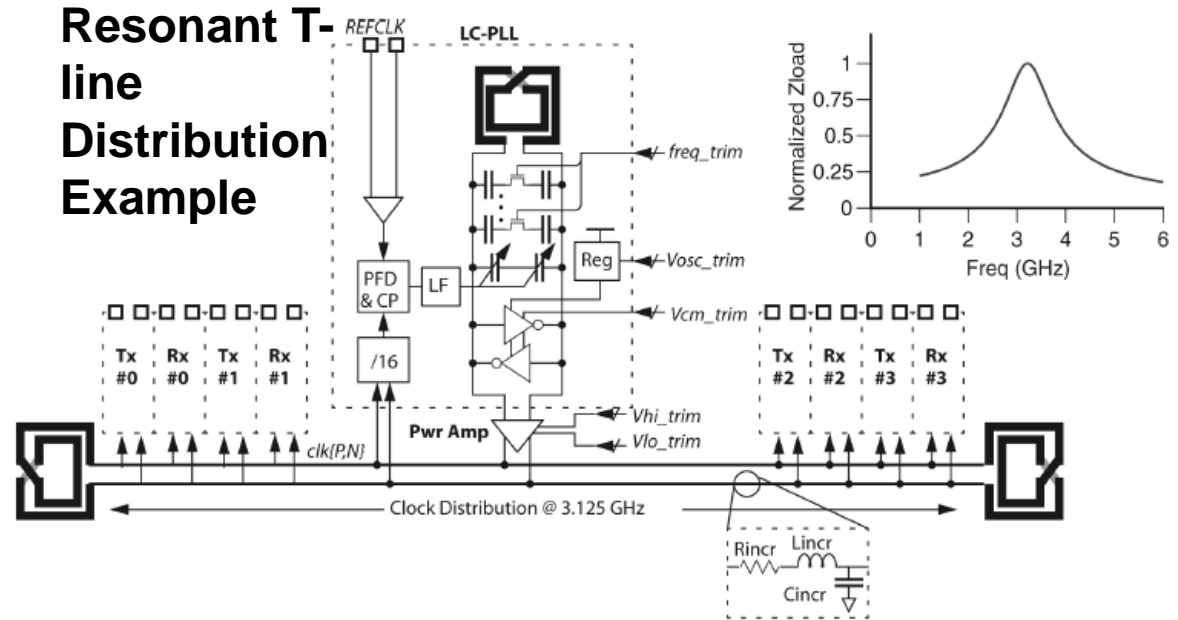 Resonant T-
line
Distribution
Example
REFCLK
LC-PLL
freq_trim
Reg
Vosc_trim
PFD
& CP
LF
Vcm_trim
/16
Tx
#0
Rx
#0
Tx
#1
Rx
#1
Tx
#2
Rx
#2
Tx
#3
Rx
#3
Vhi_trim
Pwr Amp
Vlo_trim
clk{P,N}
Clock Distribution @ 3.125 GHz
Rincr
Lincr
Cincr
Normalized Zload
1
0.75
0.5
0.25
0
0 1 2 3 4 5 6
Freq (GHz)